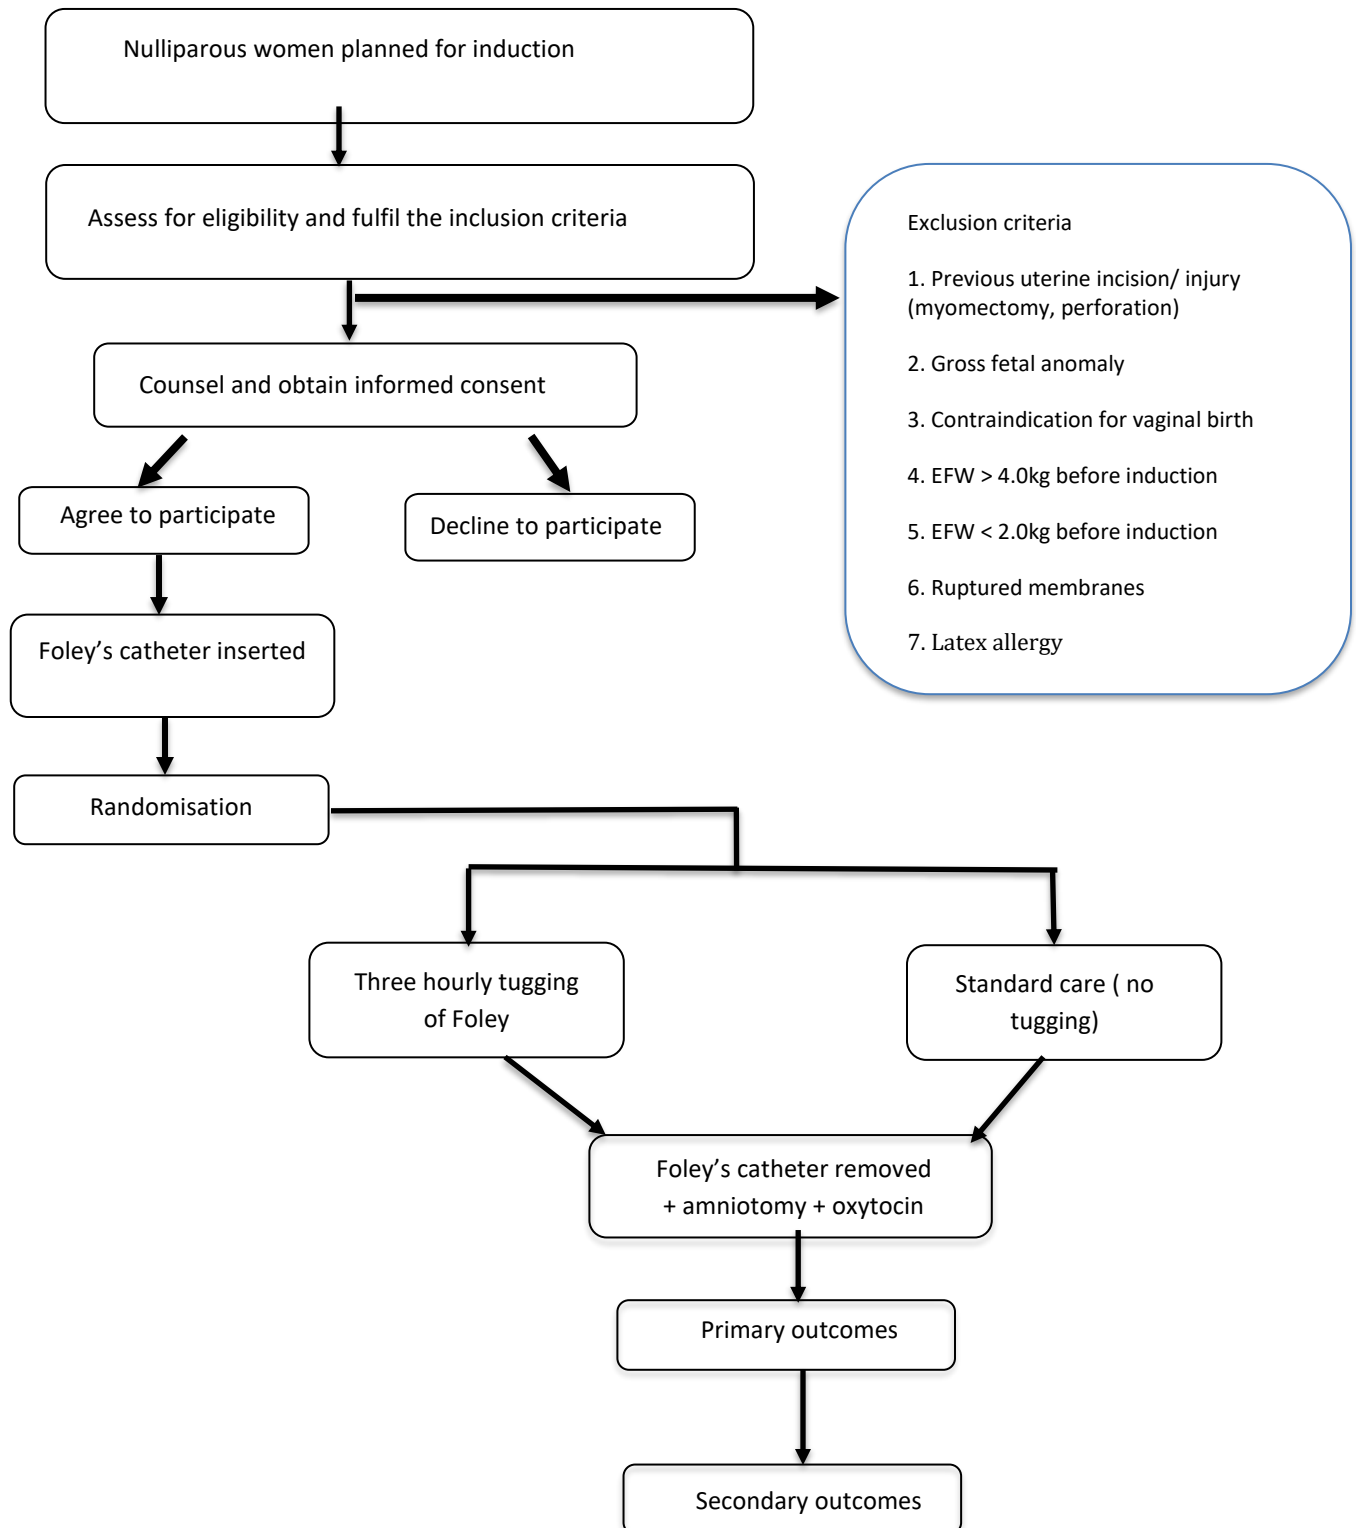 Nulliparous women planned for induction
Assess for eligibility and fulfil the inclusion criteria
Exclusion criteria
1. Previous uterine incision/ injury
(myomectomy, perforation)
2. Gross fetal anomaly
3. Contraindication for vaginal birth
4. EFW > 4.0kg before induction
5. EFW < 2.0kg before induction
6. Ruptured membranes
7. Latex allergy
Counsel and obtain informed consent
Agree to participate
Decline to participate
Foley’s catheter inserted
Randomisation
Three hourly tugging
of Foley
Standard care ( no
tugging)
Foley’s catheter removed
+ amniotomy + oxytocin
Primary outcomes
Secondary outcomes